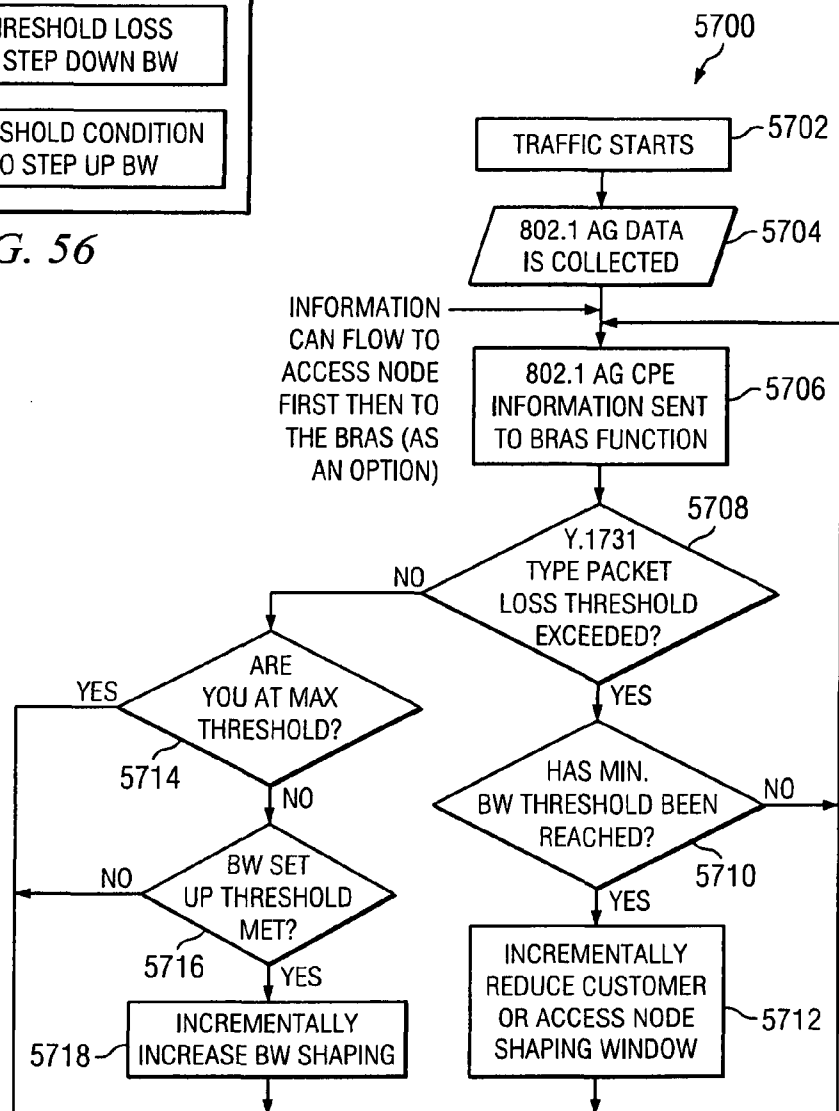 RESHOLD LOSS
STEP DOWN BW
SHOLD CONDITION
O STEP UP BW
G. 56
5700
TRAFFIC STARTS
5702
802.1 AG DATA
IS COLLECTED
5704
INFORMATION
CAN FLOW TO
ACCESS NODE
FIRST THEN TO
THE BRAS (AS
AN OPTION)
802.1 AG CPE
INFORMATION SENT
TO BRAS FUNCTION
5706
5708
Y.1731
TYPE PACKET
LOSS THRESHOLD
EXCEEDED?
NO
YES
ARE
YOU AT MAX
THRESHOLD?
YES
5714
NO
HAS MIN.
BW THRESHOLD BEEN
REACHED?
NO
5710
YES
BW SET
UP THRESHOLD
MET?
NO
5716
YES
INCREMENTALLY
REDUCE CUSTOMER
OR ACCESS NODE
SHAPING WINDOW
5712
INCREMENTALLY
INCREASE BW SHAPING
5718